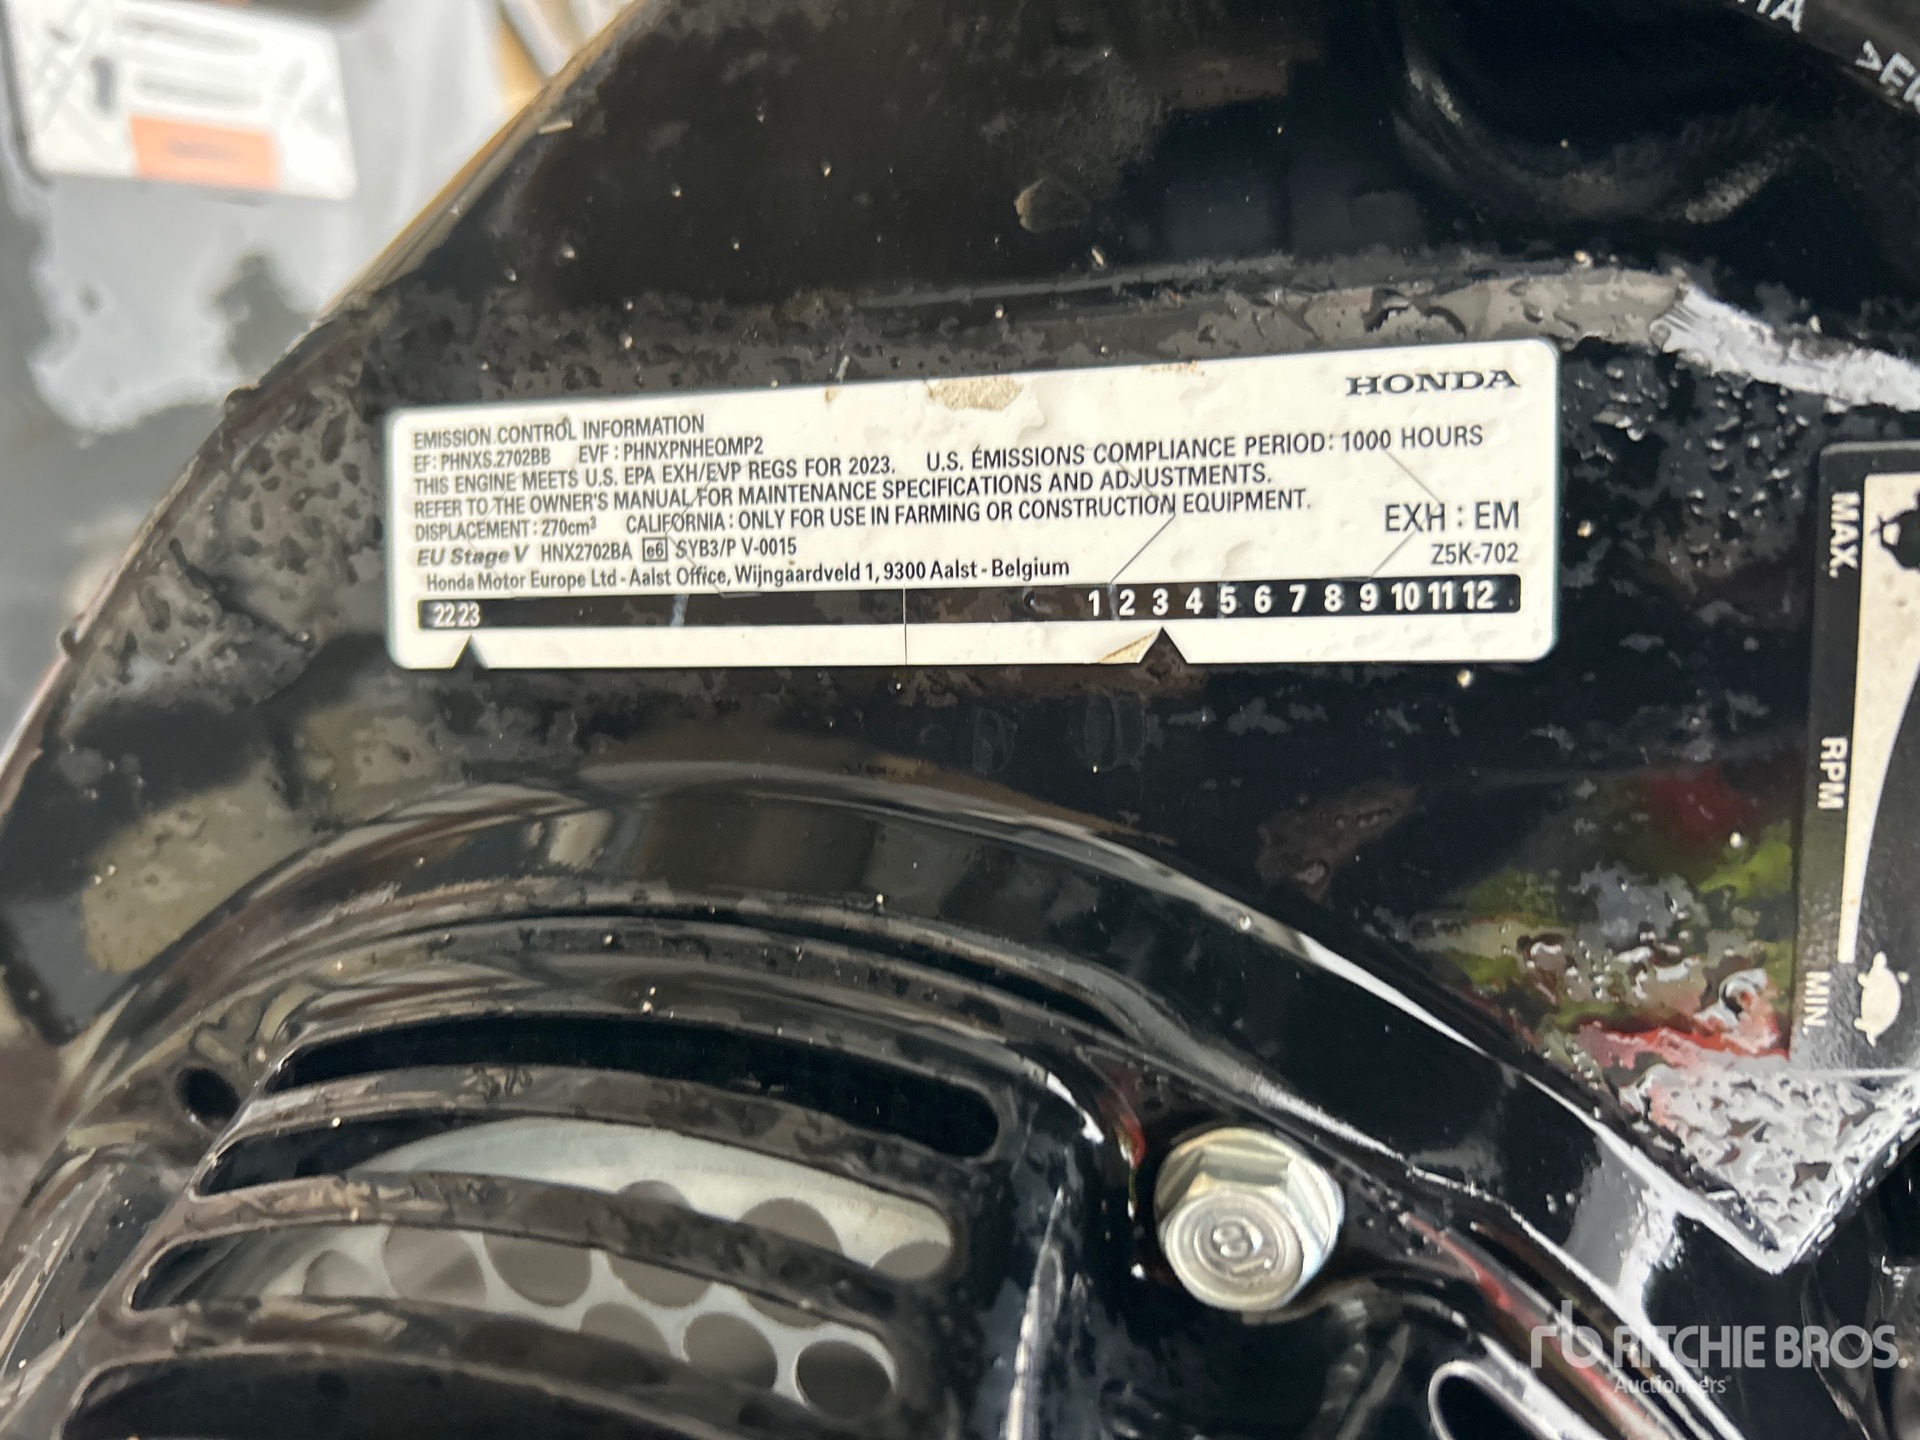 HONDA
EMISSION CONTROL INFORMATION
EF: PHNXS.2702BB EVF : PHNXPNHEQMP2
THIS ENGINE MEETS U.S. EPA EXH/EVP REGS FOR 2023. U.S. EMISSIONS COMPLIANCE PERIOD: 1000 HOURS
REFER TO THE OWNER'S MANUAL FOR MAINTENANCE SPECIFICATIONS AND ADJUSTMENTS.
DISPLACEMENT : 270cm³ CALIFORNIA : ONLY FOR USE IN FARMING OR CONSTRUCTION EQUIPMENT.
EXH : EM
EU Stage V HNX2702BA e6 SYB3/P V-0015
Z5K-702
Honda Motor Europe Ltd - Aalst Office, Wijngaardveld 1, 9300 Aalst - Belgium
22 23 1 2 3 4 5 6 7 8 9 10 11 12
MAX.
RPM
MIN.
rb RITCHIE BROS.
Auctioneers